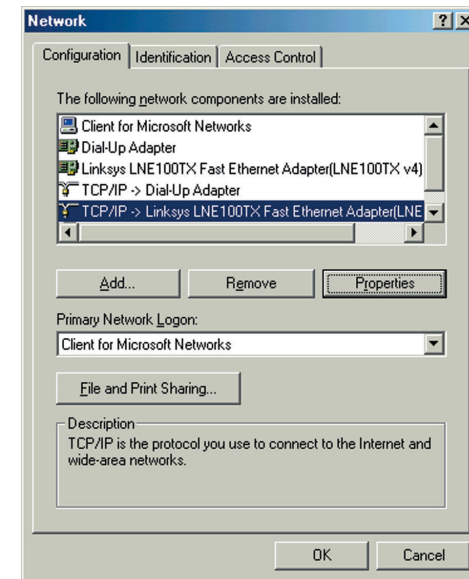 Network
Configuration Identification Access Control
The following network components are installed:
Client for Microsoft Networks
Dial-Up Adapter
Linksys LNE100TX Fast Ethernet Adapter(LNE100TX v4)
TCP/IP -> Dial-Up Adapter
TCP/IP -> Linksys LNE100TX Fast Ethernet Adapter(LNE
Add... Remove Properties
Primary Network Logon:
Client for Microsoft Networks
File and Print Sharing...
Description
TCP/IP is the protocol you use to connect to the Internet and
wide-area networks.
OK Cancel